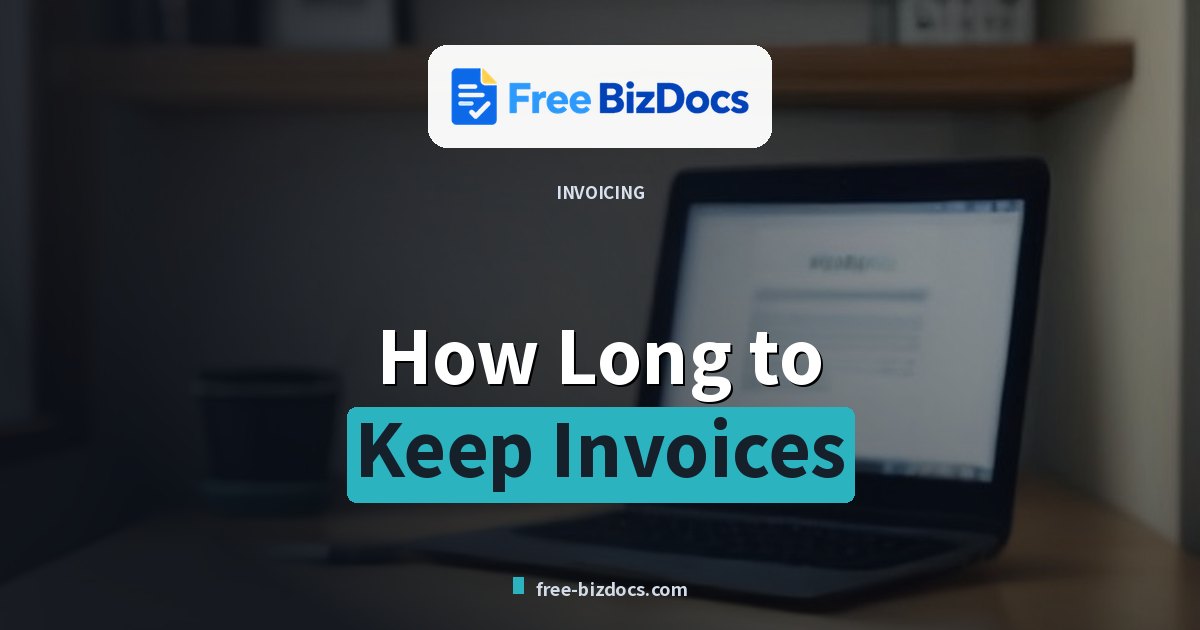 Free BizDocs
INVOICING
How Long to
Keep Invoices
free-bizdocs.com